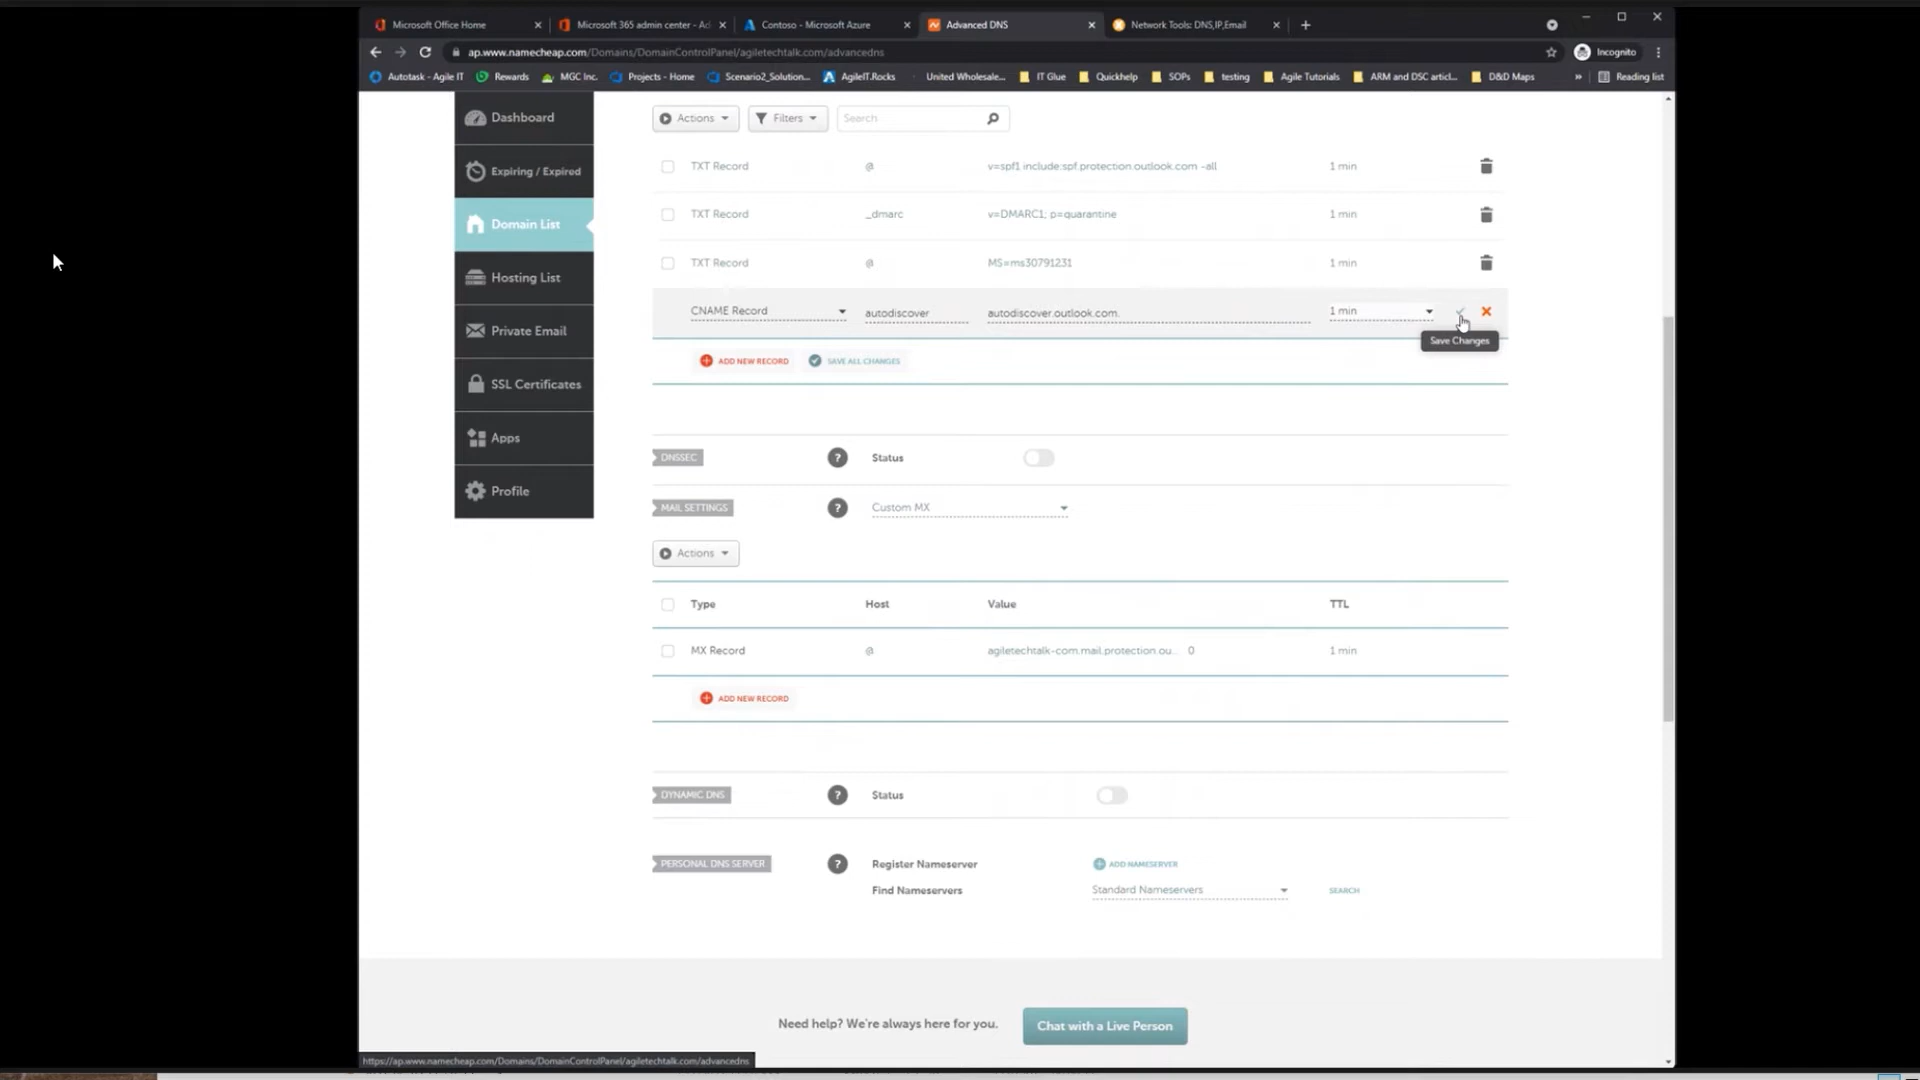 Microsoft Office Home
Microsoft 365 admin center - Ac
Contoso - Microsoft Azure
Advanced DNS
Network Tools: DNS,IP,Email
ap.www.namecheap.com/Domains/DomainControlPanel/agiletechtalk.com/advancedns
Incognito
Autotask - Agile IT
Rewards
MGC Inc.
Projects - Home
Scenario2_Solution...
AgileIT.Rocks
United Wholesale...
IT Glue
Quickhelp
SOPs
testing
Agile Tutorials
ARM and DSC articl...
D&D Maps
»
Reading list
Dashboard
Expiring / Expired
Domain List
Hosting List
Private Email
SSL Certificates
Apps
Profile
Actions
Filters
Search
TXT Record @ v=spf1 include:spf.protection.outlook.com -all 1 min
TXT Record _dmarc v=DMARC1; p=quarantine 1 min
TXT Record @ MS=ms30791231 1 min
CNAME Record autodiscover autodiscover.outlook.com. 1 min
Save Changes
ADD NEW RECORD SAVE ALL CHANGES
DNSSEC ? Status
MAIL SETTINGS ? Custom MX
Actions
Type Host Value TTL
MX Record @ agiletechtalk-com.mail.protection.ou... 0 1 min
ADD NEW RECORD
DYNAMIC DNS ? Status
PERSONAL DNS SERVER ? Register Nameserver ADD NAMESERVER
Find Nameservers Standard Nameservers SEARCH
Need help? We're always here for you. Chat with a Live Person
https://ap.www.namecheap.com/Domains/DomainControlPanel/agiletechtalk.com/advancedns